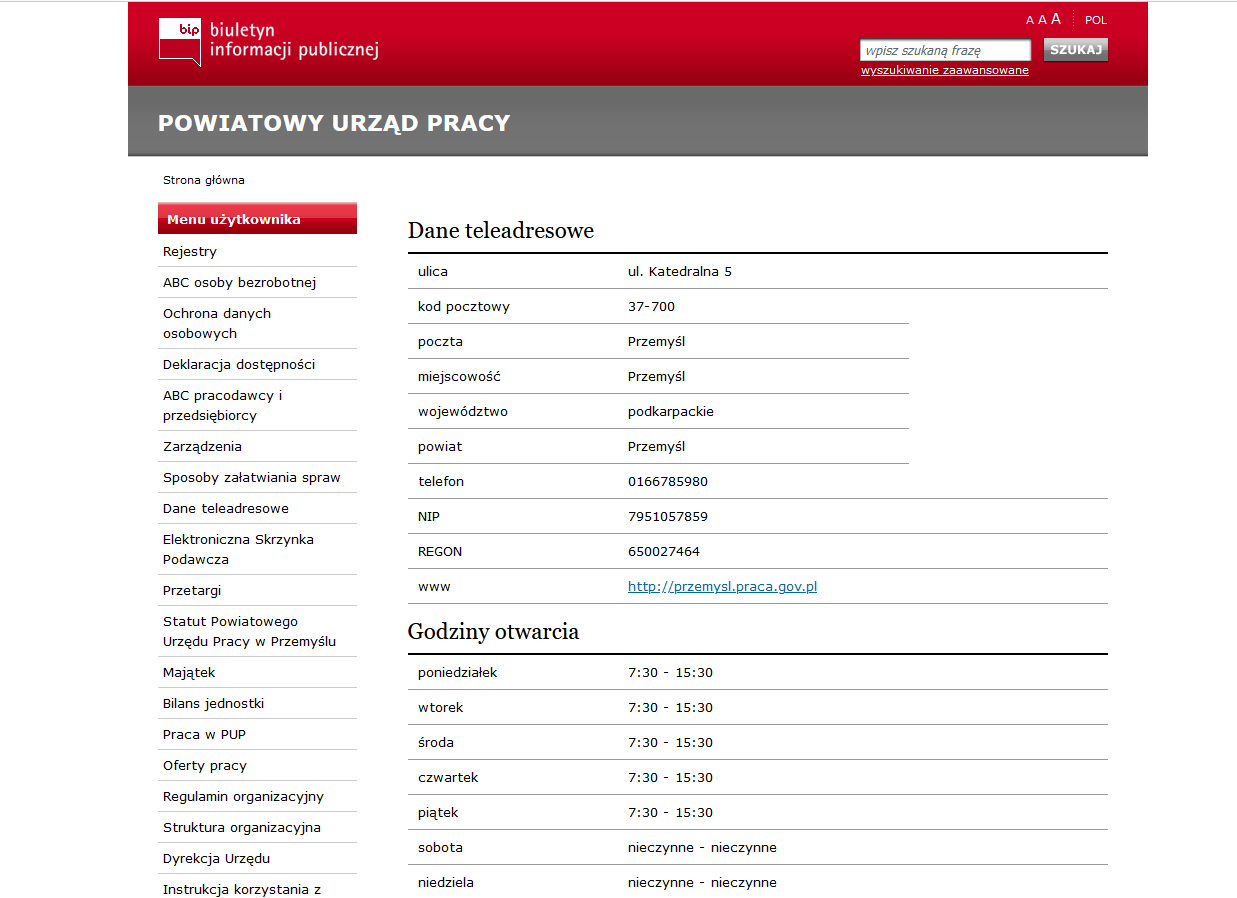 bip
biuletyn
informacji publicznej
A A A POL
wpisz szukaną frazę SZUKAJ
wyszukiwanie zaawansowane
POWIATOWY URZĄD PRACY
Strona główna
Menu użytkownika
Rejestry
ABC osoby bezrobotnej
Ochrona danych
osobowych
Deklaracja dostępności
ABC pracodawcy i
przedsiębiorcy
Zarządzenia
Sposoby załatwiania spraw
Dane teleadresowe
Elektroniczna Skrzynka
Podawcza
Przetargi
Statut Powiatowego
Urzędu Pracy w Przemyślu
Majątek
Bilans jednostki
Praca w PUP
Oferty pracy
Regulamin organizacyjny
Struktura organizacyjna
Dyrekcja Urzędu
Instrukcja korzystania z
Dane teleadresowe
ulica ul. Katedralna 5
kod pocztowy 37-700
poczta Przemyśl
miejscowość Przemyśl
województwo podkarpackie
powiat Przemyśl
telefon 0166785980
NIP 7951057859
REGON 650027464
www http://przemysl.praca.gov.pl
Godziny otwarcia
poniedziałek 7:30 - 15:30
wtorek 7:30 - 15:30
środa 7:30 - 15:30
czwartek 7:30 - 15:30
piątek 7:30 - 15:30
sobota nieczynne - nieczynne
niedziela nieczynne - nieczynne